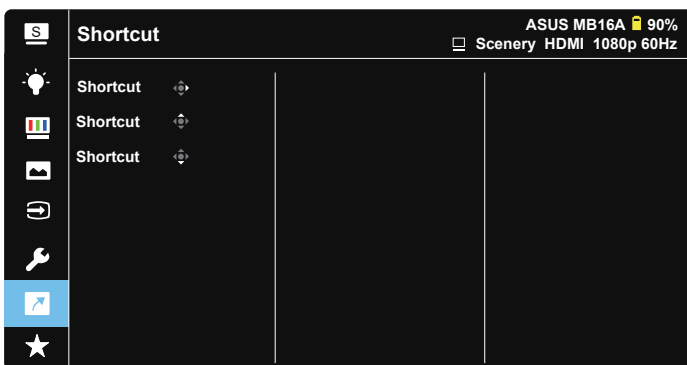 S
Shortcut
ASUS MB16A 90%
Scenery HDMI 1080p 60Hz
Shortcut
Shortcut
Shortcut